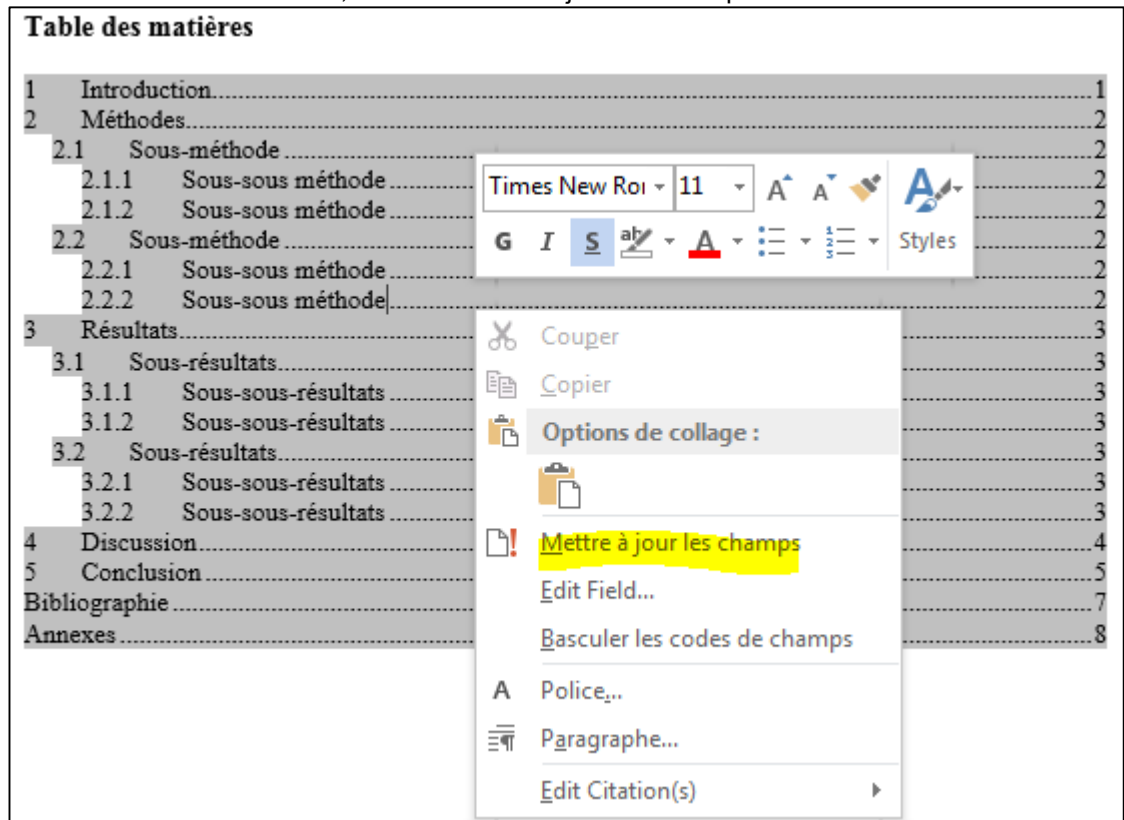 Table des matières
1 Introduction 1
2 Méthodes 2
2.1 Sous-méthode 2
2.1.1 Sous-sous méthode 2
2.1.2 Sous-sous méthode 2
2.2 Sous-méthode 2
2.2.1 Sous-sous méthode 2
2.2.2 Sous-sous méthode 2
3 Résultats 3
3.1 Sous-résultats 3
3.1.1 Sous-sous-résultats 3
3.1.2 Sous-sous-résultats 3
3.2 Sous-résultats 3
3.2.1 Sous-sous-résultats 3
3.2.2 Sous-sous-résultats 3
4 Discussion 4
5 Conclusion 5
Bibliographie 7
Annexes 8
Times New Roi 11 A A A
G I S ab A Styles
Couper
Copier
Options de collage :
Mettre à jour les champs
Edit Field...
Basculer les codes de champs
A Police...
Paragraphe...
Edit Citation(s)